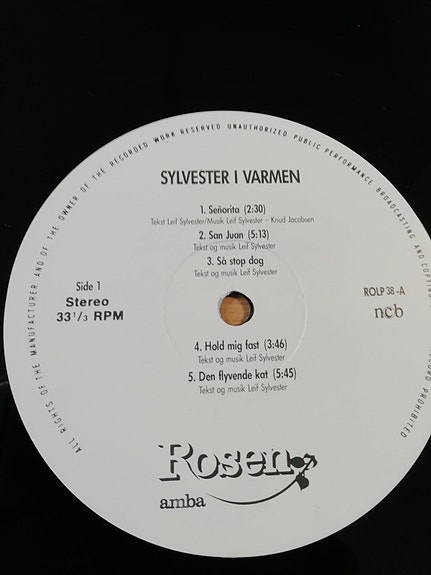 ALL RIGHTS OF THE MANUFACTURER AND OF THE OWNER OF THE RECORDED WORK RESERVED UNAUTHORIZED PUBLIC PERFORMANCE BROADCASTING AND COPYING
RECORD PROHIBITED
SYLVESTER I VARMEN
1. Señorita (2:30)
Tekst Leif Sylvester/Musik Leif Sylvester - Knud Jacobsen
2. San Juan (5:13)
Tekst og musik Leif Sylvester
3. Så stop dog
Tekst og musik Leif Sylvester
Side 1
Stereo
33 1/3 RPM
ROLP 38 -A
ncb
4. Hold mig fast (3:46)
Tekst og musik Leif Sylvester
5. Den flyvende kat (5:45)
Tekst og musik Leif Sylvester
Rosen
amba